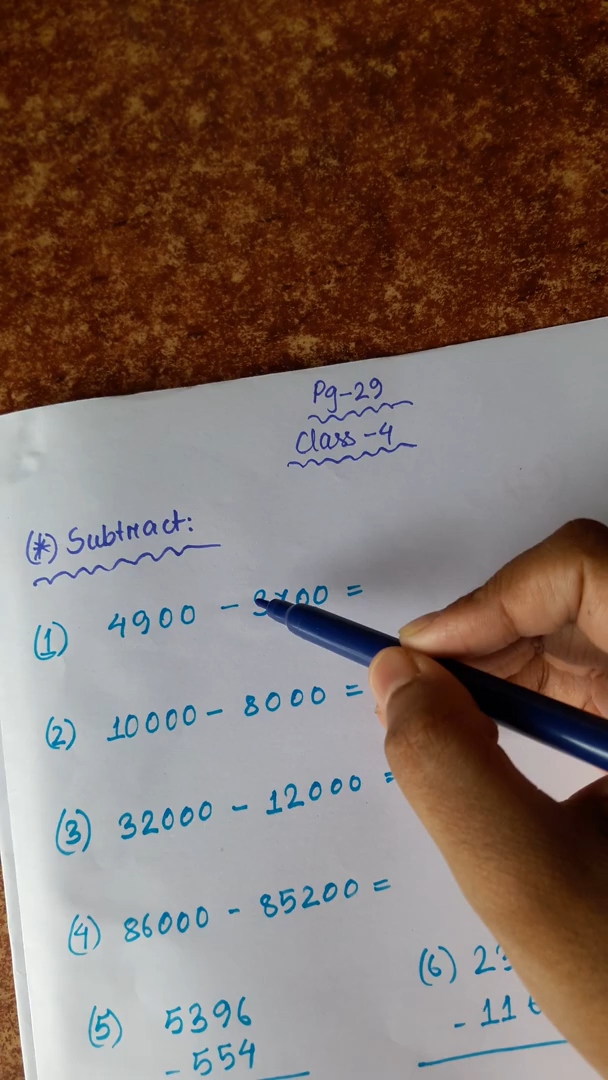 Pg-29
Class-4
(*) Subtract:
(1) 4900 - =
(2) 10000 - 8000 =
(3) 32000 - 12000 =
(4) 86000 - 85200 =
(5) 5396
- 554
(6)